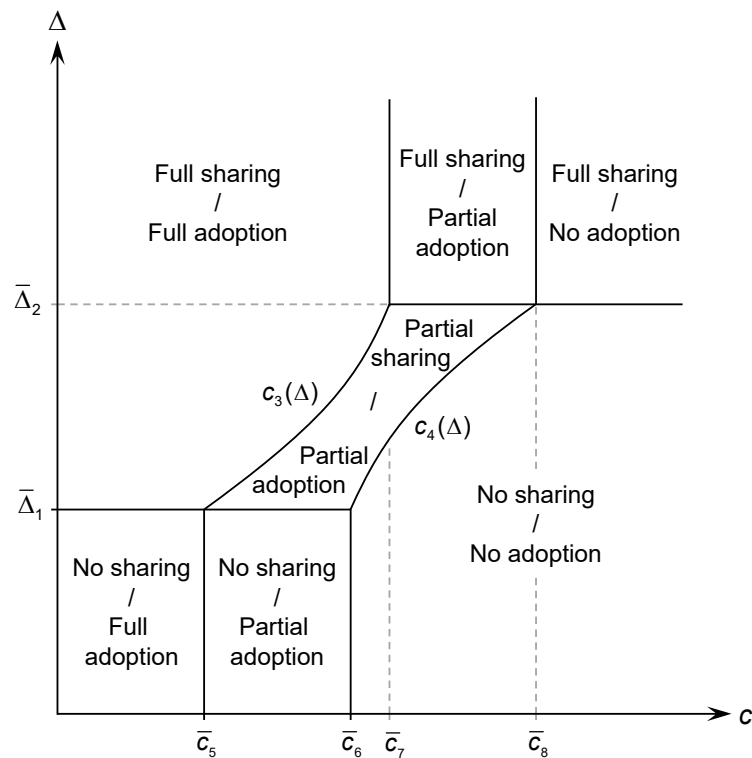 Δ
Full sharing
/
Full adoption
Full sharing
/
Partial
adoption
Full sharing
/
No adoption
Δ̅₂
Partial
sharing
/
Partial
adoption
c₃(Δ)
c₄(Δ)
Δ̅₁
No sharing
/
No adoption
No sharing
/
Full
adoption
No sharing
/
Partial
adoption
c
c̅₅
c̅₆
c̅₇
c̅₈